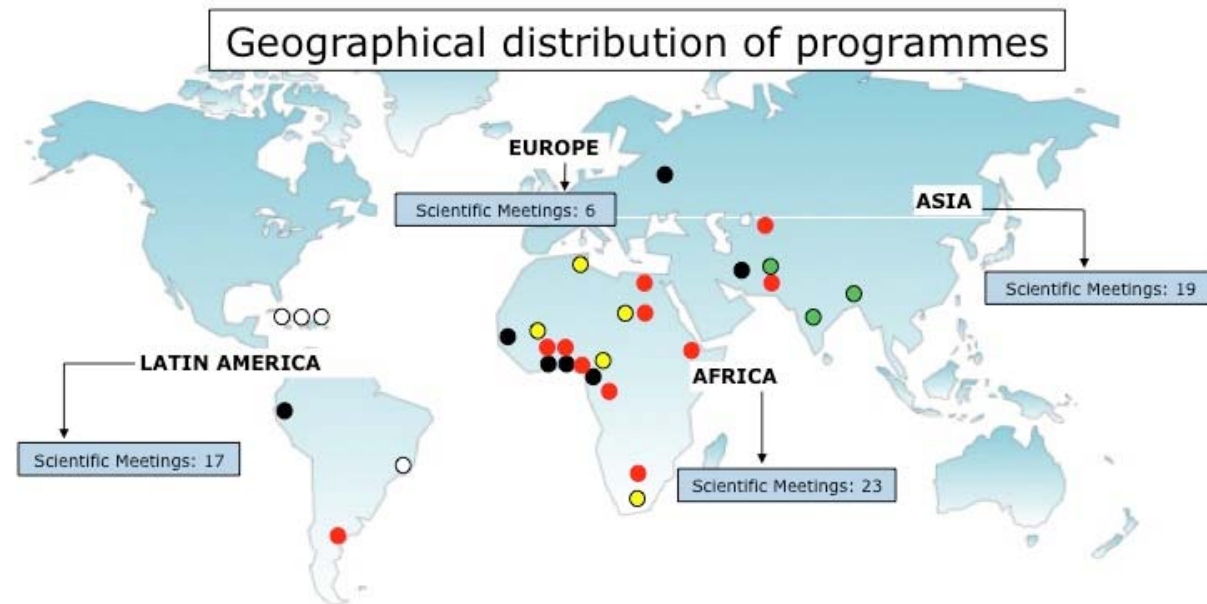 Geographical distribution of programmes
EUROPE
Scientific Meetings: 6
ASIA
Scientific Meetings: 19
LATIN AMERICA
Scientific Meetings: 17
AFRICA
Scientific Meetings: 23